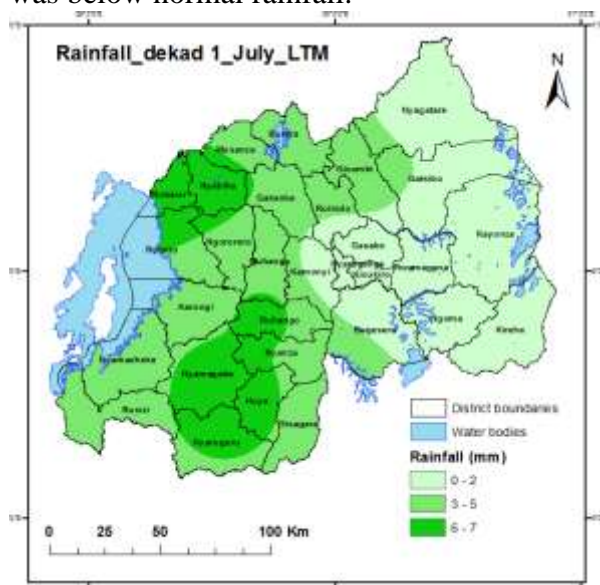 was below normal rainfall.
Rainfall_dekad 1_July_LTM
N
Nyagatare
Burera
Musanze
Gicumbi
Gatsibo
Rubavu
Nyabihu
Gakenke
Rulindo
Kayonza
Rutsiro
Ngororero
Gasabo
Muhanga
Kamonyi
Rwamagana
Karongi
Ruhango
Bugesera
Ngoma
Kirehe
Nyanza
Nyamasheke
Nyamagabe
Huye
Rusizi
Gisagara
Nyaruguru
District boundaries
Water bodies
Rainfall (mm)
0 - 2
3 - 5
6 - 7
0 25 50 100 Km